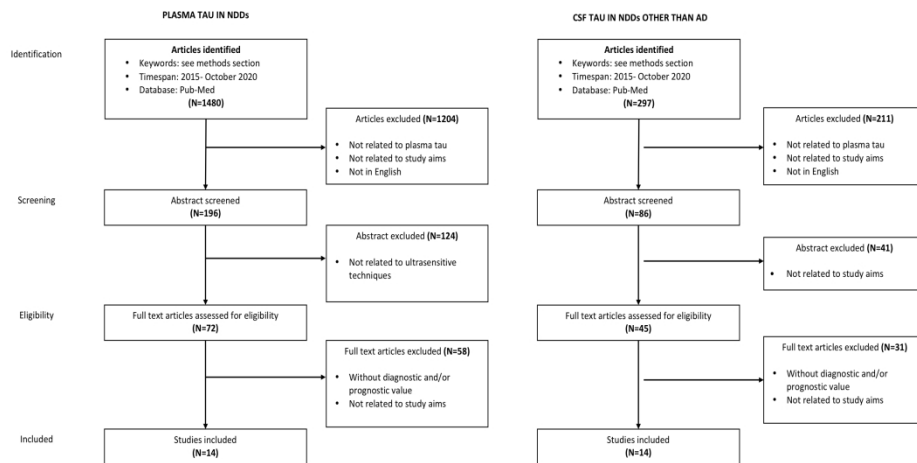 PLASMA TAU IN NDDs
CSF TAU IN NDDs OTHER THAN AD
Identification
Articles identified
• Keywords: see methods section
• Timespan: 2015- October 2020
• Database: Pub-Med
(N=1480)
Articles excluded (N=1204)
• Not related to plasma tau
• Not related to study aims
• Not in English
Articles identified
• Keywords: see methods section
• Timespan: 2015- October 2020
• Database: Pub-Med
(N=297)
Articles excluded (N=211)
• Not related to plasma tau
• Not related to study aims
• Not in English
Screening
Abstract screened
(N=196)
Abstract excluded (N=124)
• Not related to ultrasensitive
techniques
Abstract screened
(N=86)
Abstract excluded (N=41)
• Not related to study aims
Eligibility
Full text articles assessed for eligibility
(N=72)
Full text articles excluded (N=58)
• Without diagnostic and/or
prognostic value
• Not related to study aims
Full text articles assessed for eligibility
(N=45)
Full text articles excluded (N=31)
• Without diagnostic and/or
prognostic value
• Not related to study aims
Included
Studies included
(N=14)
Studies included
(N=14)